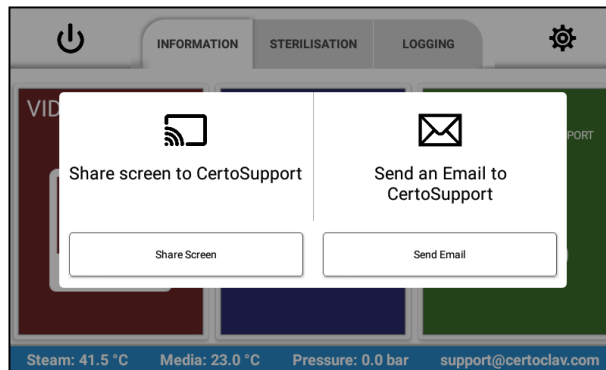 INFORMATION STERILISATION LOGGING
VID
PORT
Share screen to CertoSupport
Send an Email to
CertoSupport
Share Screen
Send Email
Steam: 41.5 °C Media: 23.0 °C Pressure: 0.0 bar support@certoclav.com